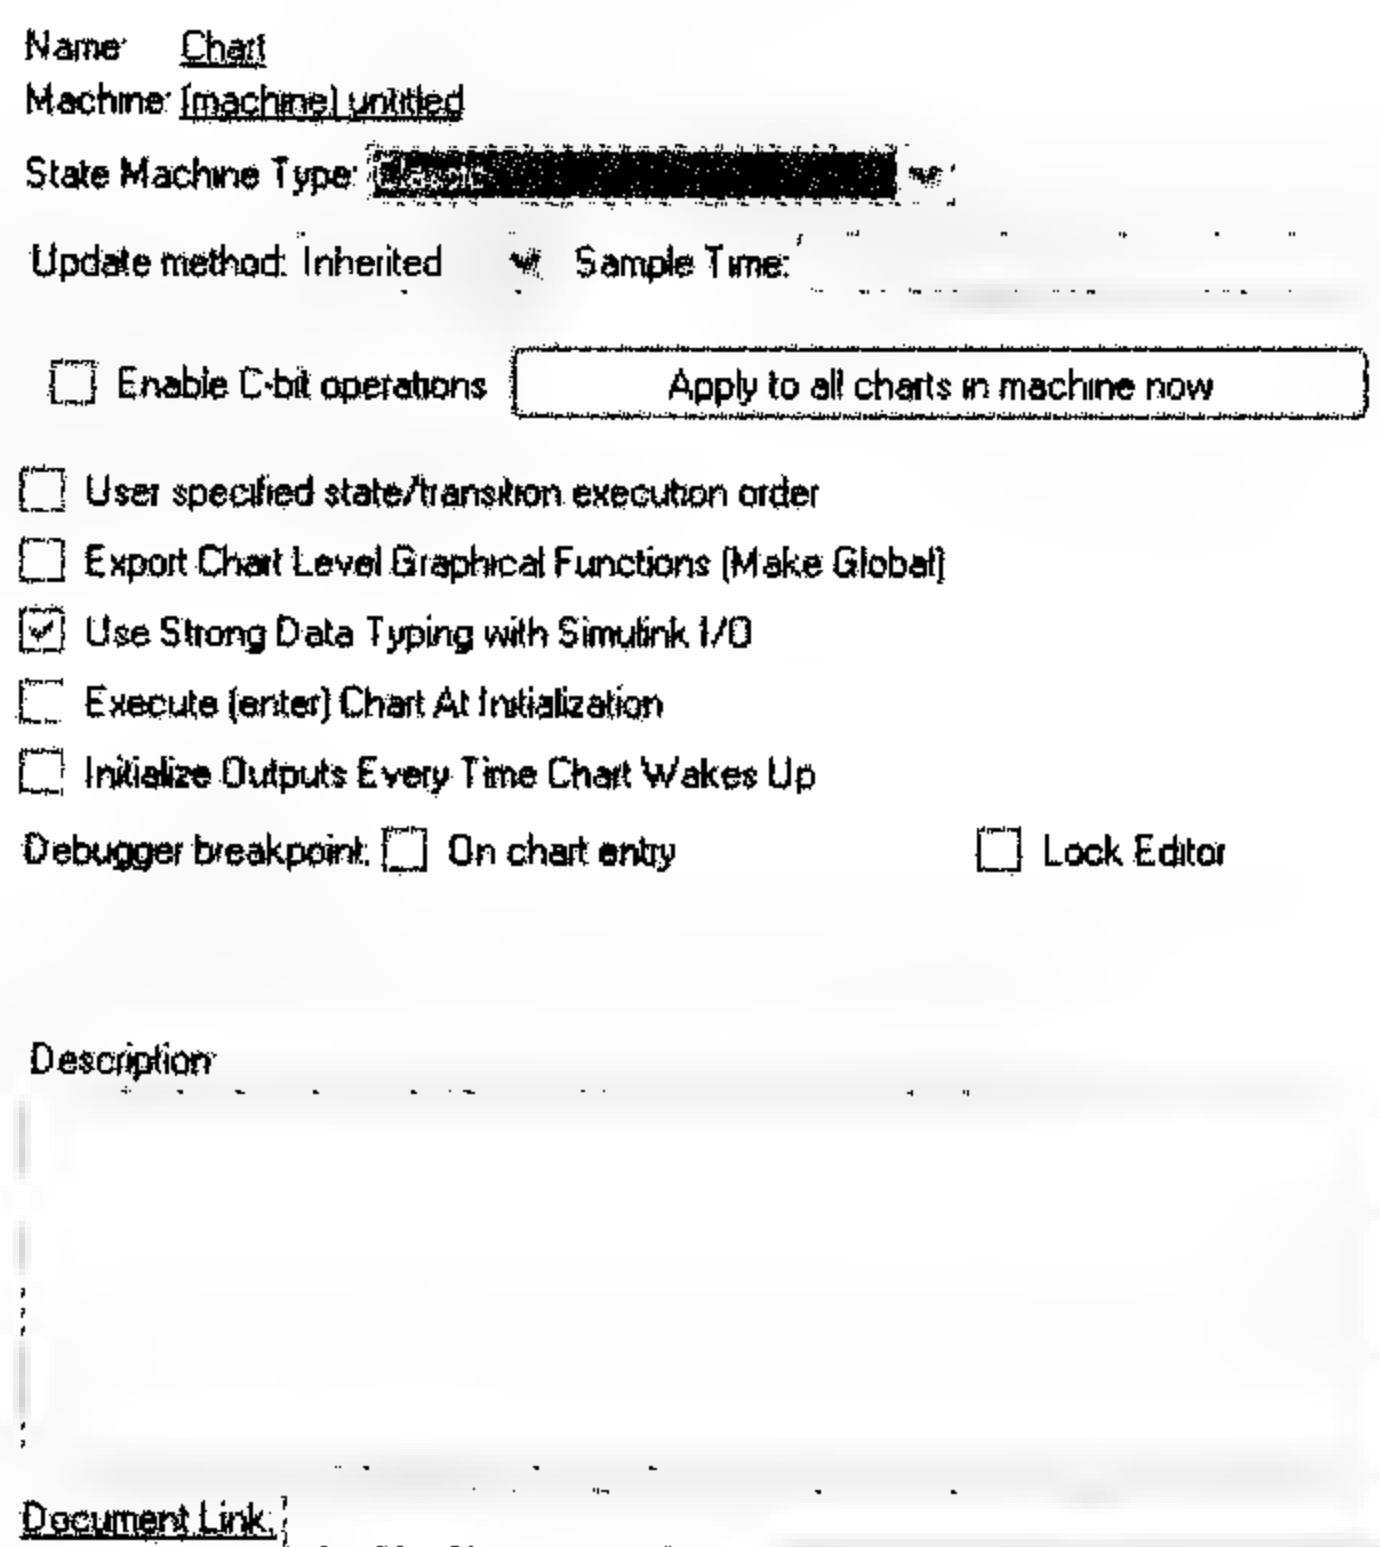 Name: Chart
Machine: (machine) untitled
State Machine Type:
Update method: Inherited Sample Time:
Enable C-bit operations Apply to all charts in machine now
User specified state/transition execution order
Export Chart Level Graphical Functions (Make Global)
Use Strong Data Typing with Simulink I/O
Execute (enter) Chart At Initialization
Initialize Outputs Every Time Chart Wakes Up
Debugger breakpoint: On chart entry Lock Editor
Description:
Document Link: